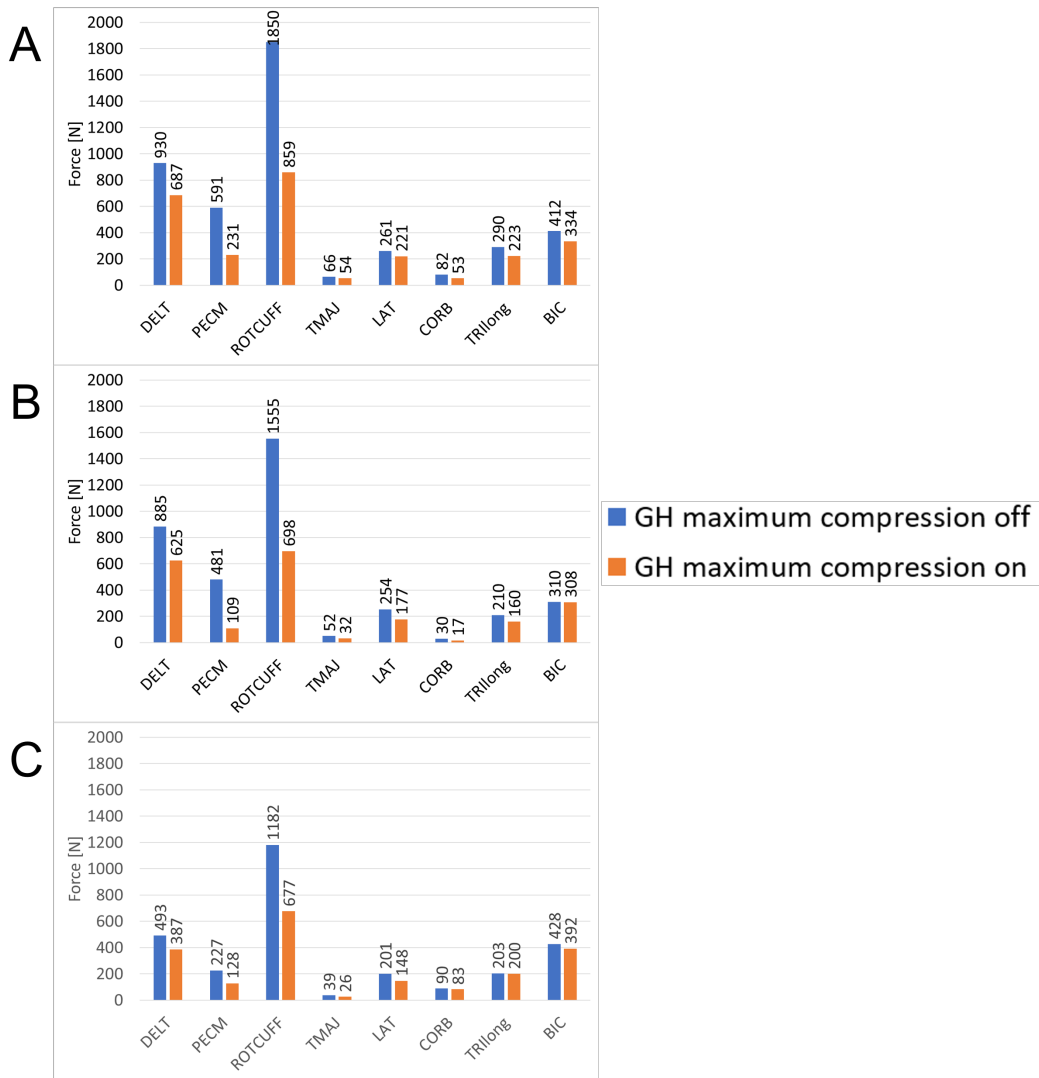 A
Force [N]
2000
1800
1600
1400
1200
1000
800
600
400
200
0
930
687
591
231
1850
859
66
54
261
221
82
53
290
223
412
334
DELT
PECM
ROTCUFF
TMAJ
LAT
CORB
TRIlong
BIC
B
Force [N]
2000
1800
1600
1400
1200
1000
800
600
400
200
0
885
625
481
109
1555
698
52
32
254
177
30
17
210
160
310
308
DELT
PECM
ROTCUFF
TMAJ
LAT
CORB
TRIlong
BIC
GH maximum compression off
GH maximum compression on
C
Force [N]
2000
1800
1600
1400
1200
1000
800
600
400
200
0
493
387
227
128
1182
677
39
26
201
148
90
83
203
200
428
392
DELT
PECM
ROTCUFF
TMAJ
LAT
CORB
TRIlong
BIC